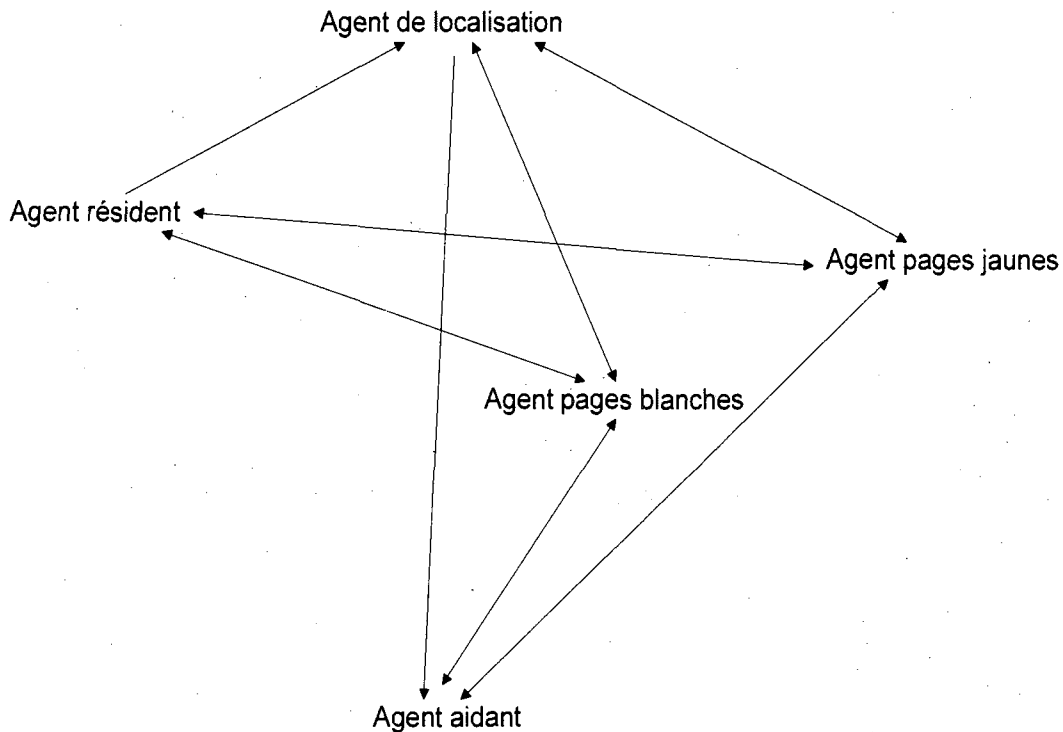 Agent de localisation
Agent résident
Agent pages jaunes
Agent pages blanches
Agent aidant